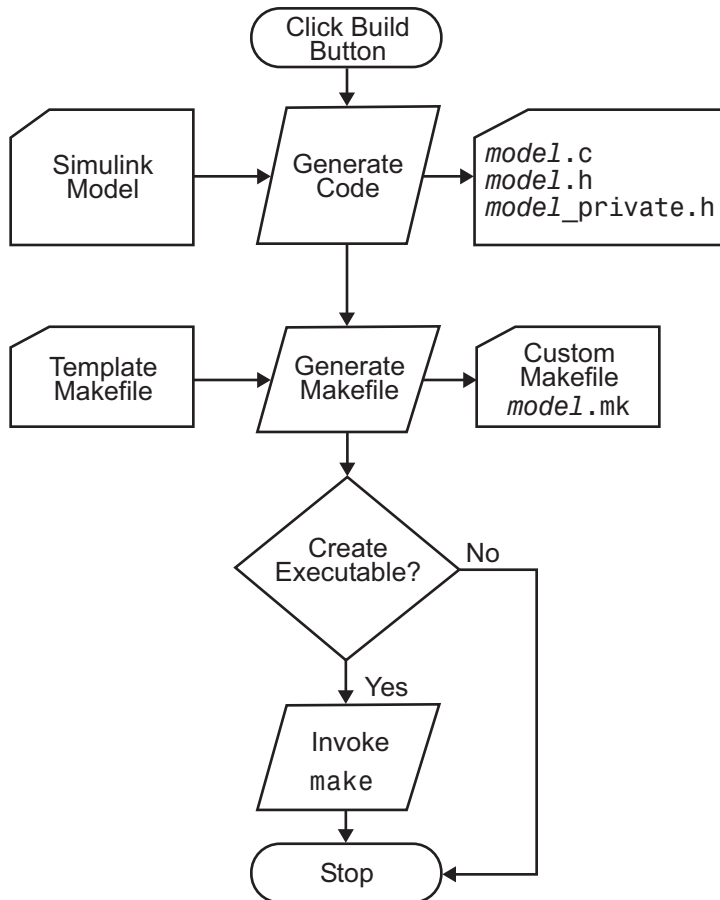 Click Build
Button
Simulink
Model
Generate
Code
model.c
model.h
model_private.h
Template
Makefile
Generate
Makefile
Custom
Makefile
model.mk
Create
Executable?
No
Yes
Invoke
make
Stop